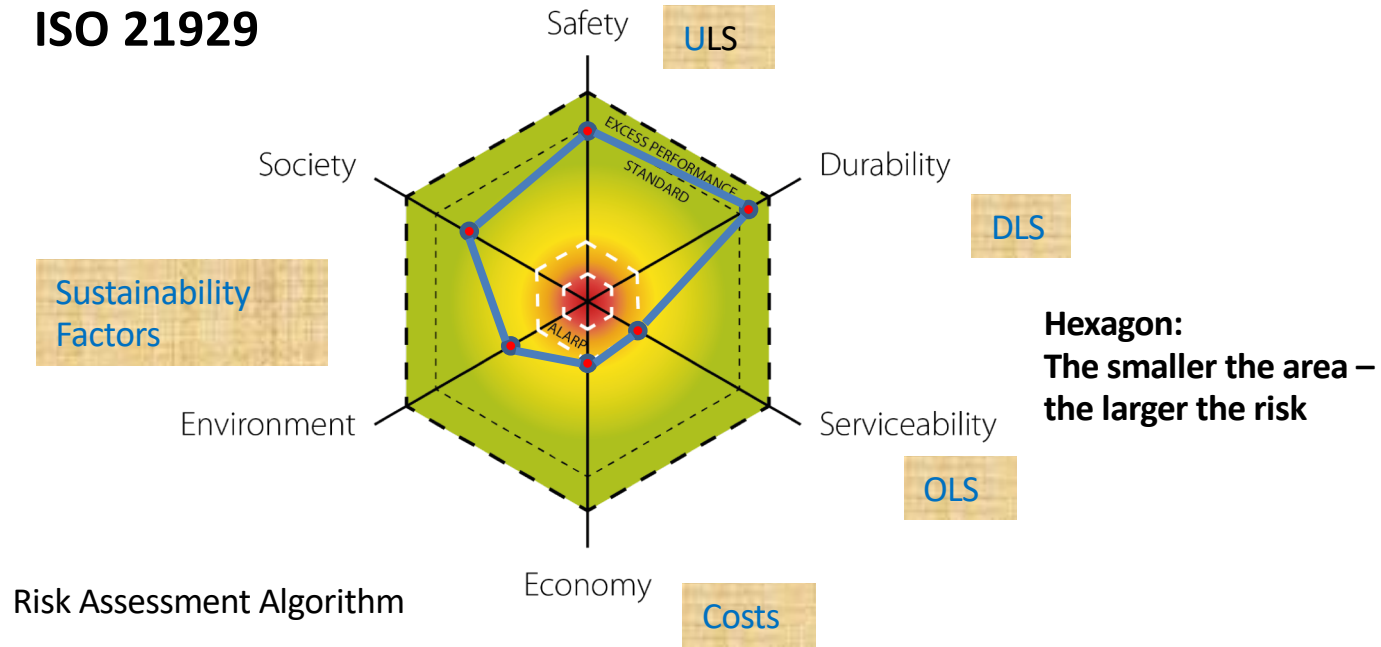 ISO 21929
Safety
ULS
EXCESS PERFORMANCE
STANDARD
Society
Durability
DLS
Sustainability
Factors
ALARP
Hexagon:
The smaller the area –
the larger the risk
Environment
Serviceability
OLS
Economy
Risk Assessment Algorithm
Costs